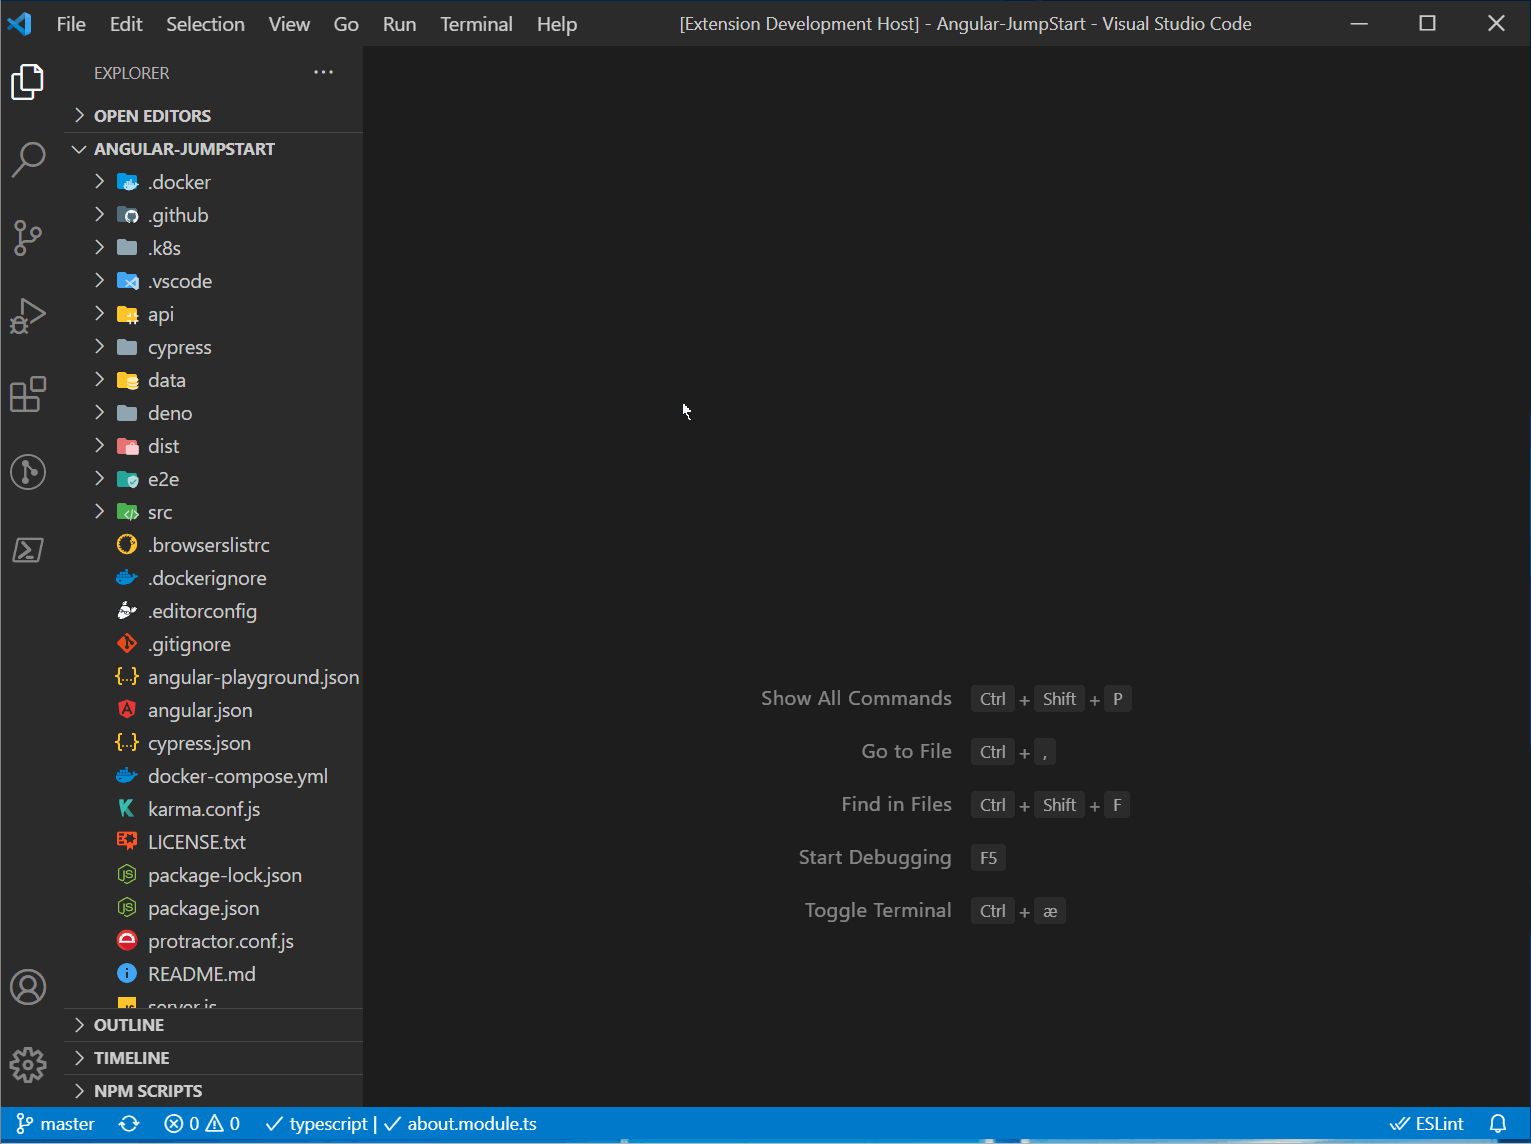 File Edit Selection View Go Run Terminal Help [Extension Development Host] - Angular-JumpStart - Visual Studio Code
EXPLORER
OPEN EDITORS
ANGULAR-JUMPSTART
.docker
.github
.k8s
.vscode
api
cypress
data
deno
dist
e2e
src
.browserslistrc
.dockerignore
.editorconfig
.gitignore
angular-playground.json
angular.json
cypress.json
docker-compose.yml
karma.conf.js
LICENSE.txt
package-lock.json
package.json
protractor.conf.js
README.md
server.js
OUTLINE
TIMELINE
NPM SCRIPTS
Show All Commands Ctrl + Shift + P
Go to File Ctrl + ,
Find in Files Ctrl + Shift + F
Start Debugging F5
Toggle Terminal Ctrl + æ
master 0 0 typescript | about.module.ts ESLint